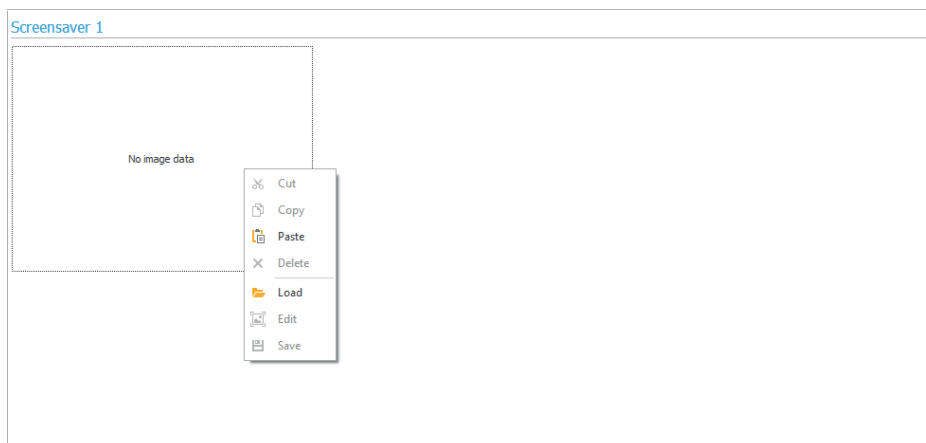 Screensaver 1
No image data
Cut
Copy
Paste
Delete
Load
Edit
Save